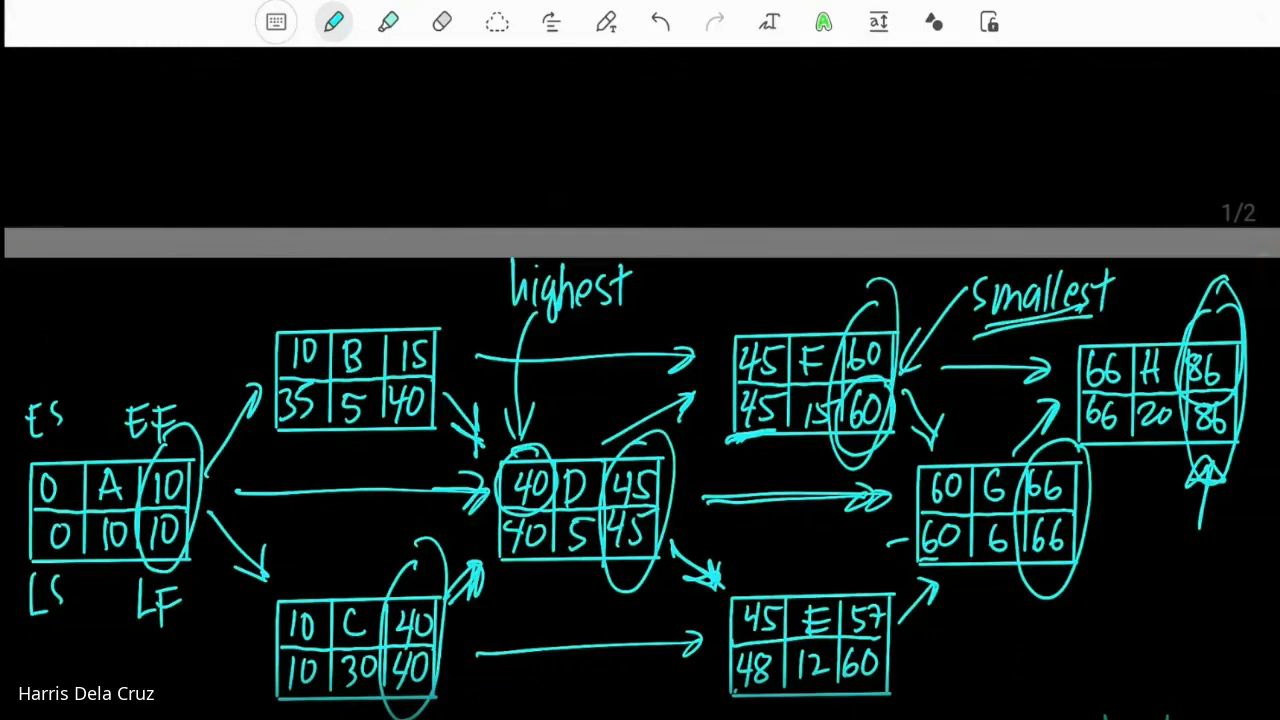 1/2
highest
smallest
10 B 15
35 5 40
45 F 60
45 15 60
66 H 86
66 20 86
ES EF
0 A 10
0 10 10
LS LF
40 D 45
40 5 45
60 G 66
60 6 66
10 C 40
10 30 40
45 E 57
48 12 60
Harris Dela Cruz